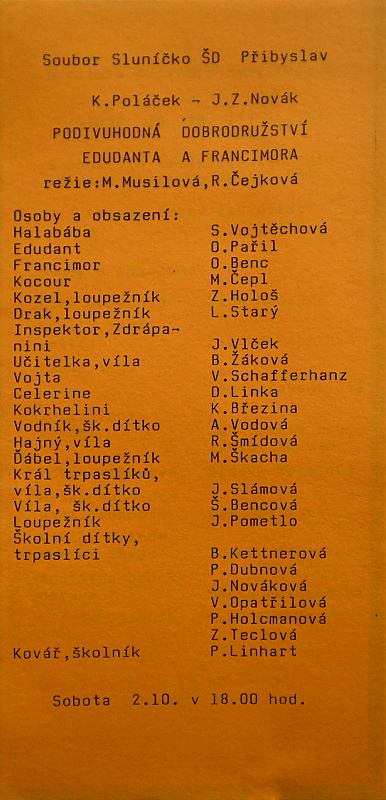 Soubor Sluníčko ŠD Přibyslav
K.Poláček - J.Z.Novák
PODIVUHODNÁ DOBRODRUŽSTVÍ
EDUDANTA A FRANCIMORA
režie:M.Musilová,R.Čejková
Osoby a obsazení:
Halabába S.Vojtěchová
Edudant O.Pařil
Francimor O.Benc
Kocour M.Čepl
Kozel,loupežník Z.Hološ
Drak,loupežník L.Starý
Inspektor,Zdrápa-
nini J.Vlček
Učitelka,víla B.Žáková
Vojta V.Schafferhanz
Celerine D.Linka
Kokrhelini K.Březina
Vodník,šk.dítko A.Vodová
Hajný,víla R.Šmídová
Ďábel,loupežník M.Škacha
Král trpaslíků,
víla,šk.dítko J.Slámová
Víla, šk.dítko Š.Bencová
Loupežník J.Pometlo
Školní dítky,
trpaslíci B.Kettnerová
P.Dubnová
J.Nováková
V.Opatřilová
P.Holcmanová
Z.Teclová
Kovář,školník P.Linhart
Sobota 2.10. v 18.00 hod.